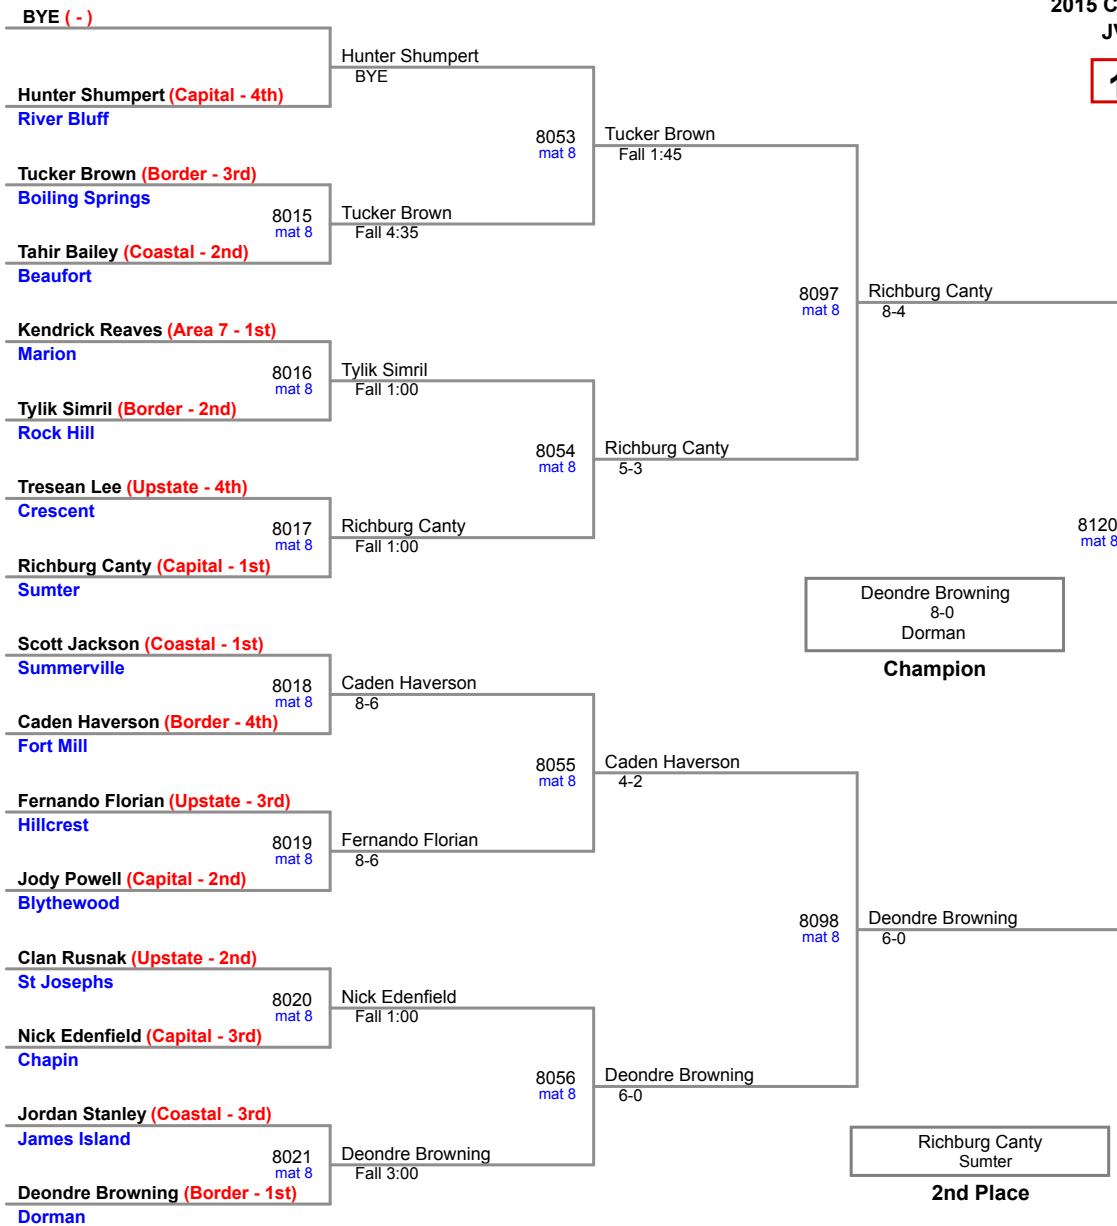 2015 C
JV
1
BYE ( - )
Hunter Shumpert
BYE
Hunter Shumpert (Capital - 4th)
River Bluff
8053
mat 8
Tucker Brown
Fall 1:45
Tucker Brown (Border - 3rd)
Boiling Springs
8015
mat 8
Tucker Brown
Fall 4:35
Tahir Bailey (Coastal - 2nd)
Beaufort
8097
mat 8
Richburg Canty
8-4
Kendrick Reaves (Area 7 - 1st)
Marion
8016
mat 8
Tylik Simril
Fall 1:00
Tylik Simril (Border - 2nd)
Rock Hill
8054
mat 8
Richburg Canty
5-3
Tresean Lee (Upstate - 4th)
Crescent
8017
mat 8
Richburg Canty
Fall 1:00
Richburg Canty (Capital - 1st)
Sumter
8120
mat 8
Deondre Browning
8-0
Dorman
Champion
Scott Jackson (Coastal - 1st)
Summerville
8018
mat 8
Caden Haverson
8-6
Caden Haverson (Border - 4th)
Fort Mill
8055
mat 8
Caden Haverson
4-2
Fernando Florian (Upstate - 3rd)
Hillcrest
8019
mat 8
Fernando Florian
8-6
Jody Powell (Capital - 2nd)
Blythewood
8098
mat 8
Deondre Browning
6-0
Clan Rusnak (Upstate - 2nd)
St Josephs
8020
mat 8
Nick Edenfield
Fall 1:00
Nick Edenfield (Capital - 3rd)
Chapin
8056
mat 8
Deondre Browning
6-0
Jordan Stanley (Coastal - 3rd)
James Island
8021
mat 8
Deondre Browning
Fall 3:00
Deondre Browning (Border - 1st)
Dorman
Richburg Canty
Sumter
2nd Place